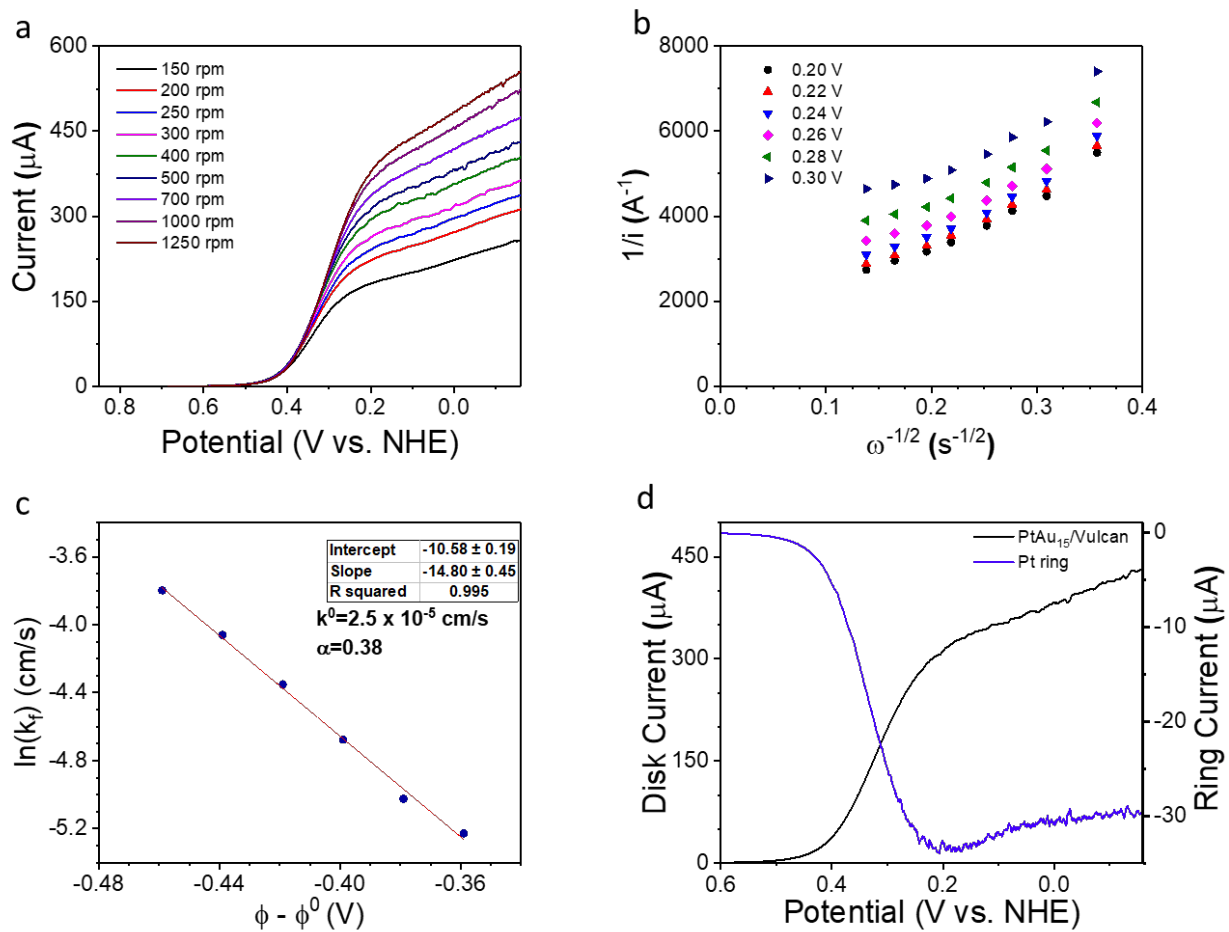 a
600
450
300
150
0
Current (μA)
150 rpm
200 rpm
250 rpm
300 rpm
400 rpm
500 rpm
700 rpm
1000 rpm
1250 rpm
0.8 0.6 0.4 0.2 0.0
Potential (V vs. NHE)
b
8000
6000
4000
2000
0
1/i (A⁻¹)
0.20 V
0.22 V
0.24 V
0.26 V
0.28 V
0.30 V
0.0 0.1 0.2 0.3 0.4
ω⁻¹/² (s⁻¹/²)
c
-3.6
-4.0
-4.4
-4.8
-5.2
ln(k_f) (cm/s)
Intercept -10.58 ± 0.19
Slope -14.80 ± 0.45
R squared 0.995
k⁰=2.5 x 10⁻⁵ cm/s
α=0.38
-0.48 -0.44 -0.40 -0.36
ϕ - ϕ⁰ (V)
d
450
300
150
0
Disk Current (μA)
PtAu₁₅/Vulcan
Pt ring
0
-10
-20
-30
Ring Current (μA)
0.6 0.4 0.2 0.0
Potential (V vs. NHE)